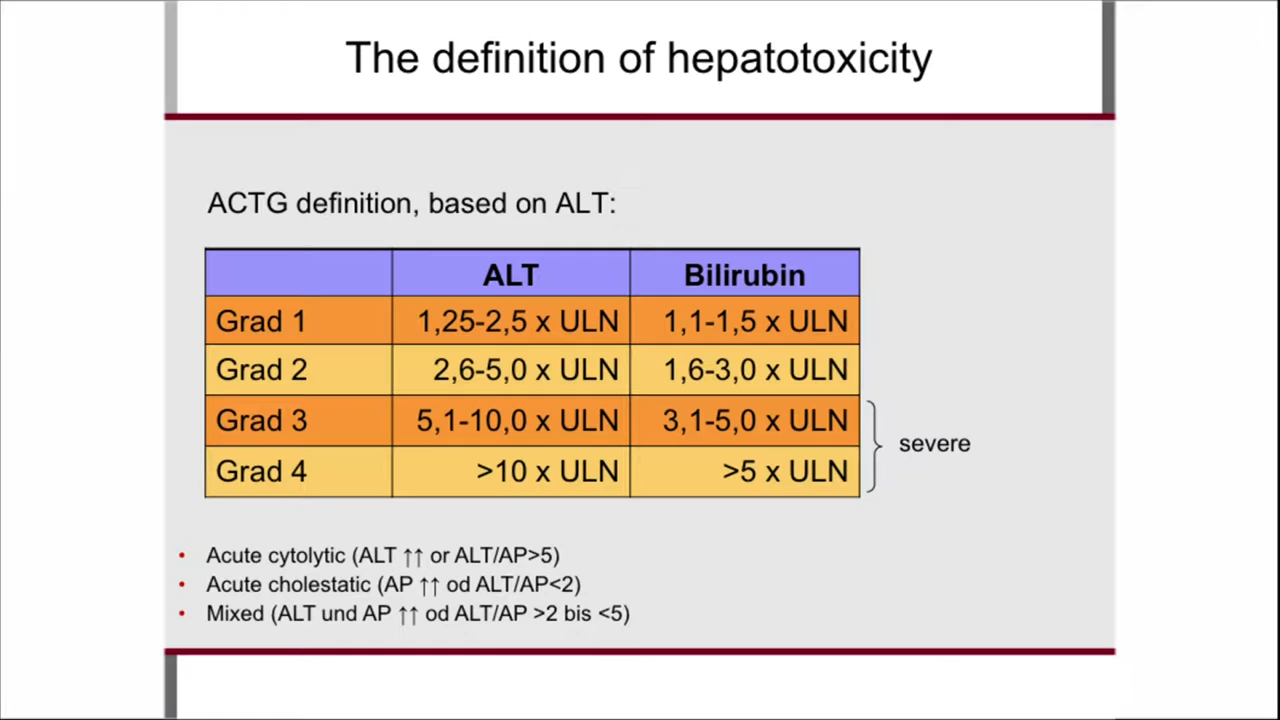 The definition of hepatotoxicity
ACTG definition, based on ALT:
ALT Bilirubin
Grad 1 1,25-2,5 x ULN 1,1-1,5 x ULN
Grad 2 2,6-5,0 x ULN 1,6-3,0 x ULN
Grad 3 5,1-10,0 x ULN 3,1-5,0 x ULN
severe
Grad 4 >10 x ULN >5 x ULN
• Acute cytolytic (ALT ↑↑ or ALT/AP>5)
• Acute cholestatic (AP ↑↑ od ALT/AP<2)
• Mixed (ALT und AP ↑↑ od ALT/AP >2 bis <5)